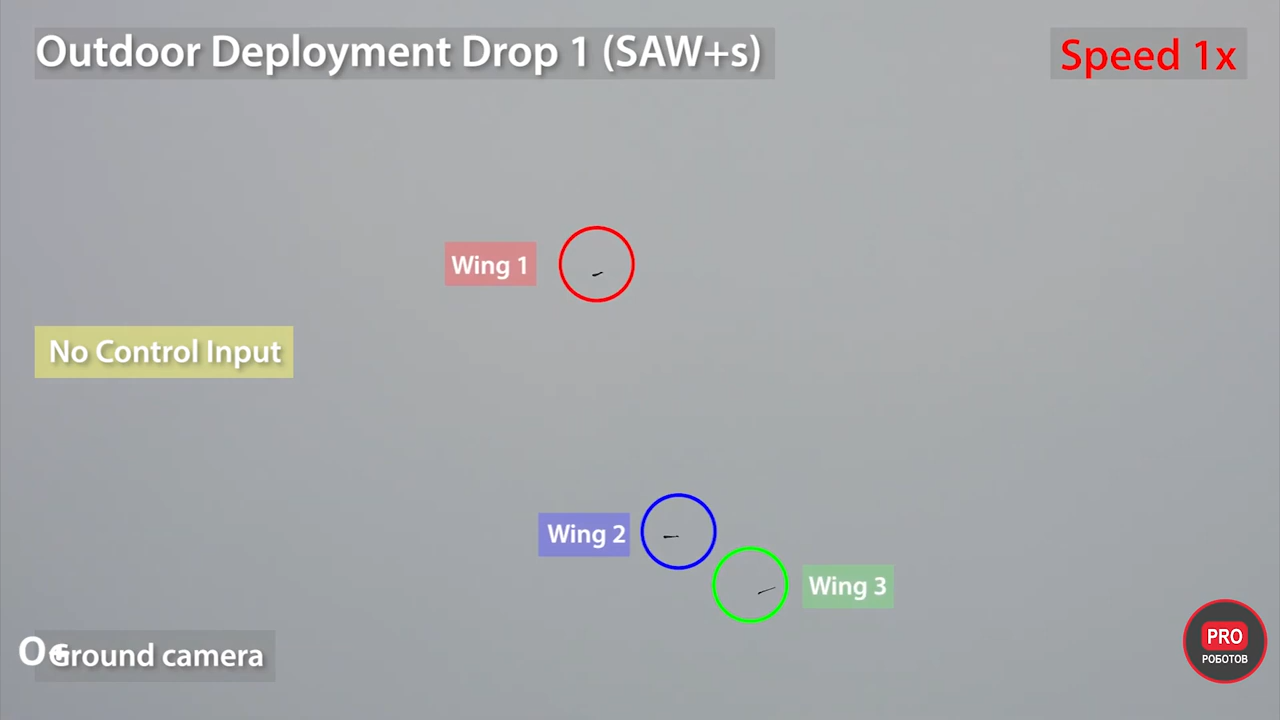 Outdoor Deployment Drop 1 (SAW+s)
Speed 1x
Wing 1
No Control Input
Wing 2
Wing 3
Ground camera
PRO
РОБОТОВ